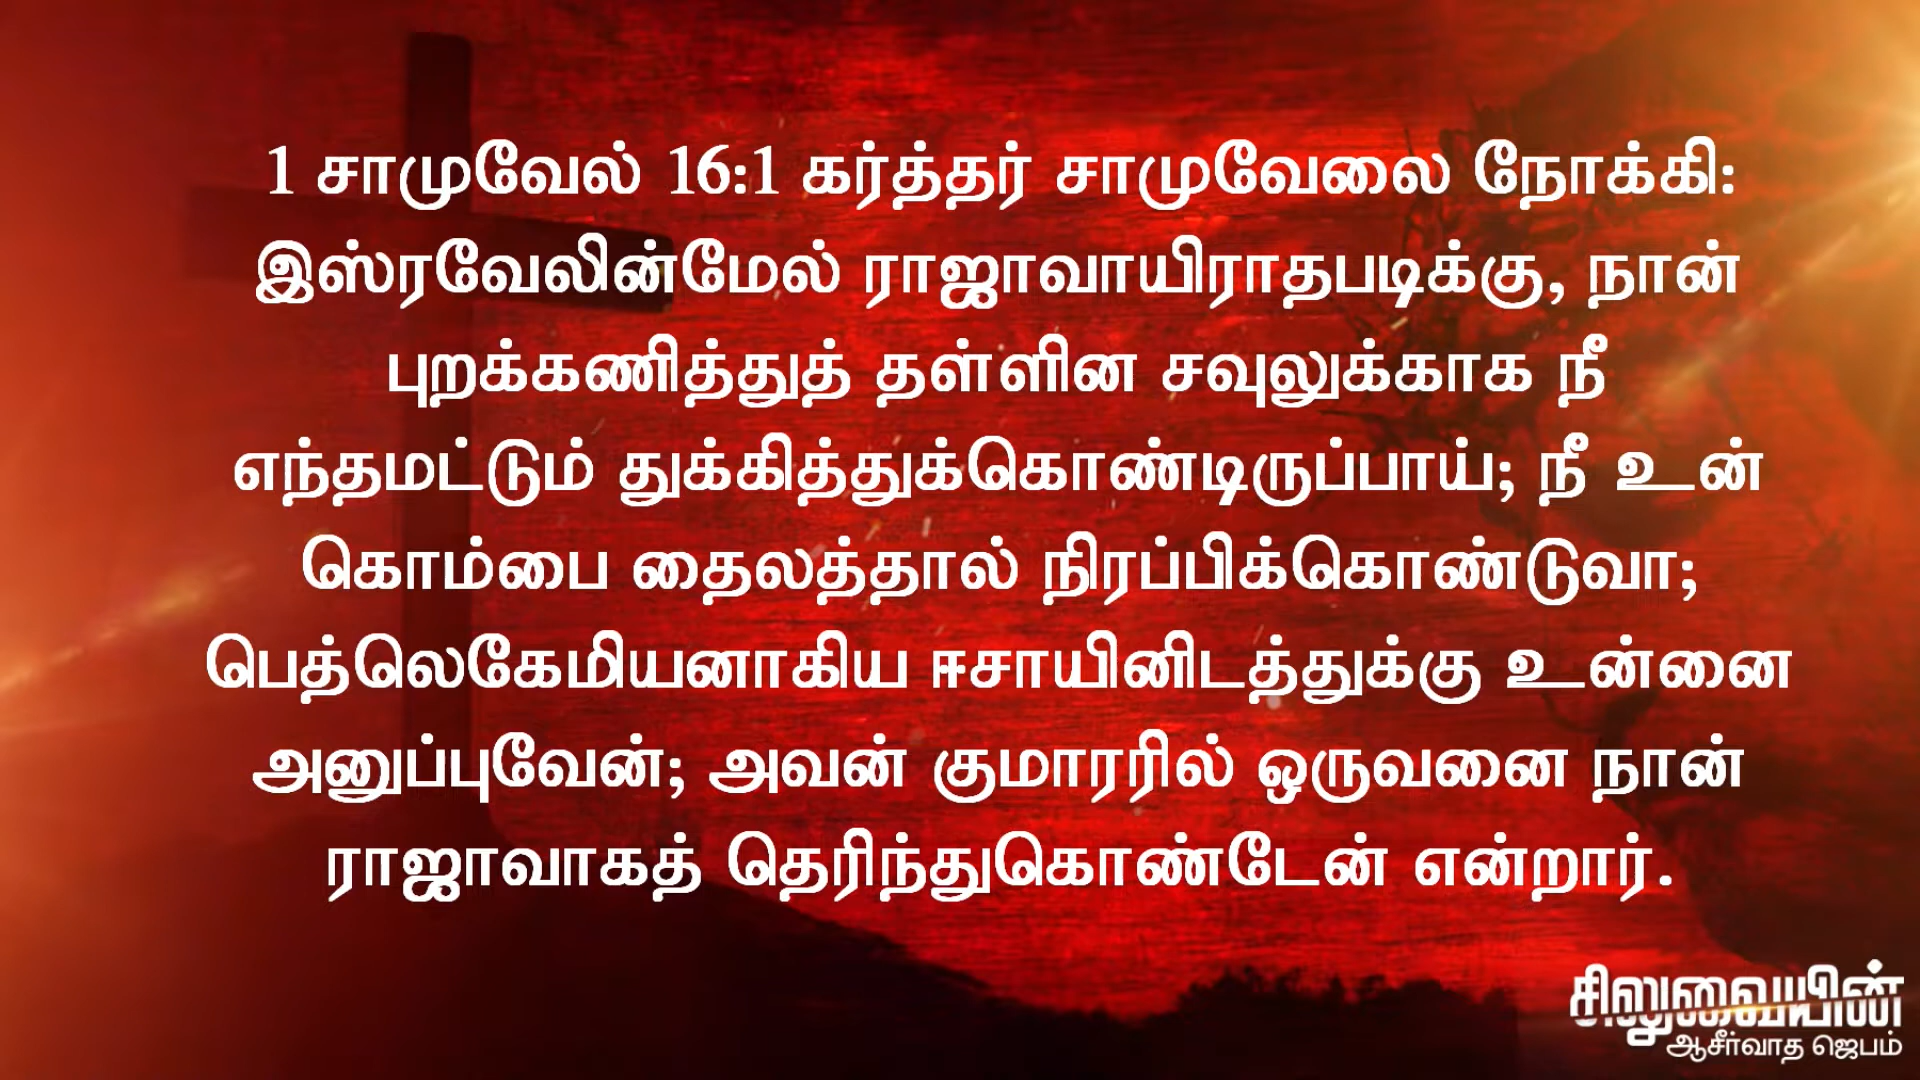 1 சாமுவேல் 16:1 கர்த்தர் சாமுவேலை நோக்கி:
இஸ்ரவேலின்மேல் ராஜாவாயிராதபடிக்கு, நான்
புறக்கணித்துத் தள்ளின சவுலுக்காக நீ
எந்தமட்டும் துக்கித்துக்கொண்டிருப்பாய்; நீ உன்
கொம்பை தைலத்தால் நிரப்பிக்கொண்டுவா;
பெத்லெகேமியனாகிய ஈசாயினிடத்துக்கு உன்னை
அனுப்புவேன்; அவன் குமாரரில் ஒருவனை நான்
ராஜாவாகத் தெரிந்துகொண்டேன் என்றார்.
சிலுவையின்
ஆசீர்வாத ஜெபம்